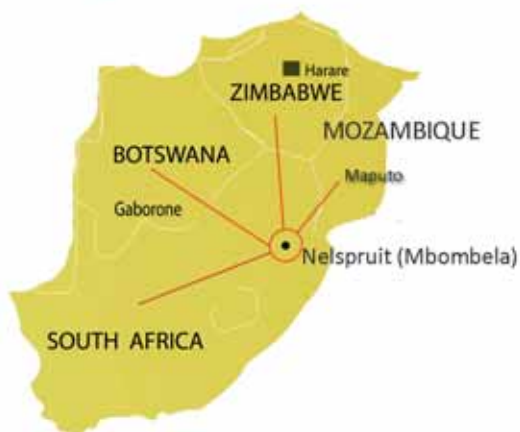 Harare
ZIMBABWE
MOZAMBIQUE
BOTSWANA
Maputo
Gaborone
Nelspruit (Mbombela)
SOUTH AFRICA